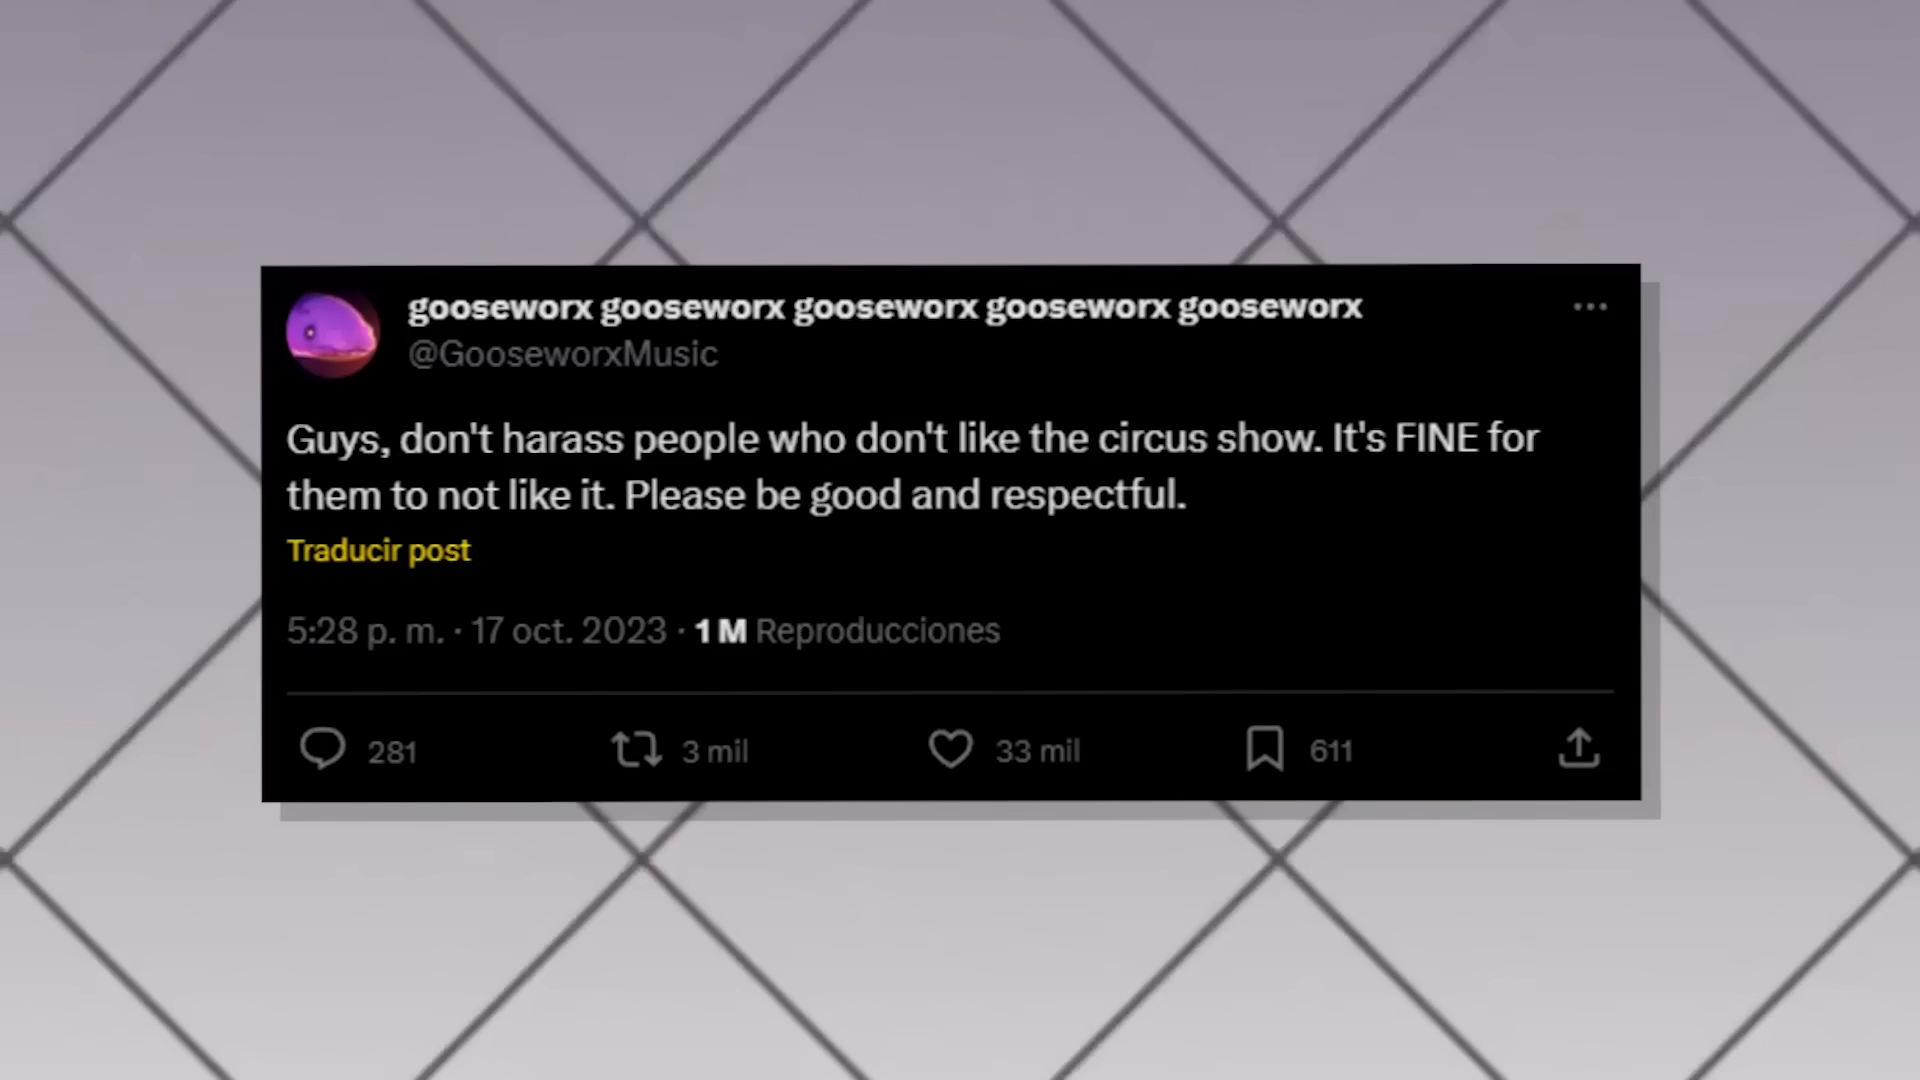 gooseworx gooseworx gooseworx gooseworx gooseworx
@GooseworxMusic
Guys, don't harass people who don't like the circus show. It's FINE for
them to not like it. Please be good and respectful.
Traducir post
5:28 p. m. · 17 oct. 2023 · 1 M Reproducciones
281 3 mil 33 mil 611